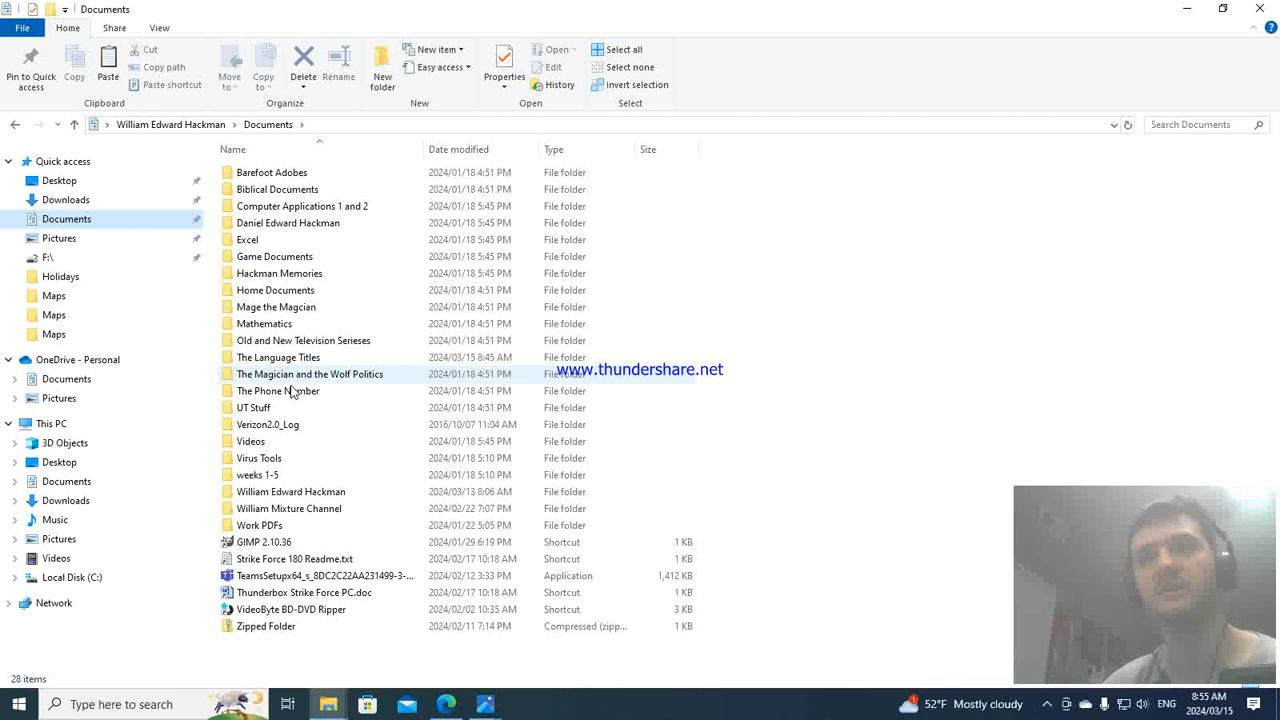 Documents
File Home Share View
Pin to Quick access
Copy
Paste
Cut
Copy path
Paste shortcut
Clipboard
Move to
Copy to
Delete
Rename
Organize
New folder
New item
Easy access
New
Properties
Open
Edit
History
Open
Select all
Select none
Invert selection
Select
William Edward Hackman Documents
Search Documents
Quick access
Desktop
Downloads
Documents
Pictures
F:\
Holidays
Maps
Maps
Maps
OneDrive - Personal
Documents
Pictures
This PC
3D Objects
Desktop
Documents
Downloads
Music
Pictures
Videos
Local Disk (C:)
Network
Name Date modified Type Size
Barefoot Adobes 2024/01/18 4:51 PM File folder
Biblical Documents 2024/01/18 4:51 PM File folder
Computer Applications 1 and 2 2024/01/18 5:45 PM File folder
Daniel Edward Hackman 2024/01/18 5:45 PM File folder
Excel 2024/01/18 5:45 PM File folder
Game Documents 2024/01/18 5:45 PM File folder
Hackman Memories 2024/01/18 5:45 PM File folder
Home Documents 2024/01/18 4:51 PM File folder
Mage the Magcian 2024/01/18 4:51 PM File folder
Mathematics 2024/01/18 4:51 PM File folder
Old and New Television Serieses 2024/01/18 4:51 PM File folder
The Language Titles 2024/03/15 8:45 AM File folder
The Magician and the Wolf Politics 2024/01/18 4:51 PM File folder
www.thundershare.net
The Phone Number 2024/01/18 4:51 PM File folder
UT Stuff 2024/01/18 4:51 PM File folder
Verizon2.0_Log 2016/10/07 11:04 AM File folder
Videos 2024/01/18 5:45 PM File folder
Virus Tools 2024/01/18 5:10 PM File folder
weeks 1-5 2024/01/18 5:10 PM File folder
William Edward Hackman 2024/03/13 8:06 AM File folder
William Mixture Channel 2024/02/22 7:07 PM File folder
Work PDFs 2024/01/22 5:05 PM File folder
GIMP 2.10.36 2024/01/29 6:19 PM Shortcut 1 KB
Strike Force 180 Readme.txt 2024/02/17 10:18 AM Shortcut 1 KB
TeamsSetupx64_s_8DC2C22AA231499-3-... 2024/02/12 3:33 PM Application 1,412 KB
Thunderbox Strike Force PC.doc 2024/02/17 10:18 AM Shortcut 1 KB
VideoByte BD-DVD Ripper 2024/02/02 10:35 AM Shortcut 3 KB
Zipped Folder 2024/02/11 7:14 PM Compressed (zipp... 1 KB
28 items
Type here to search
52°F Mostly cloudy
ENG
8:55 AM
2024/03/15